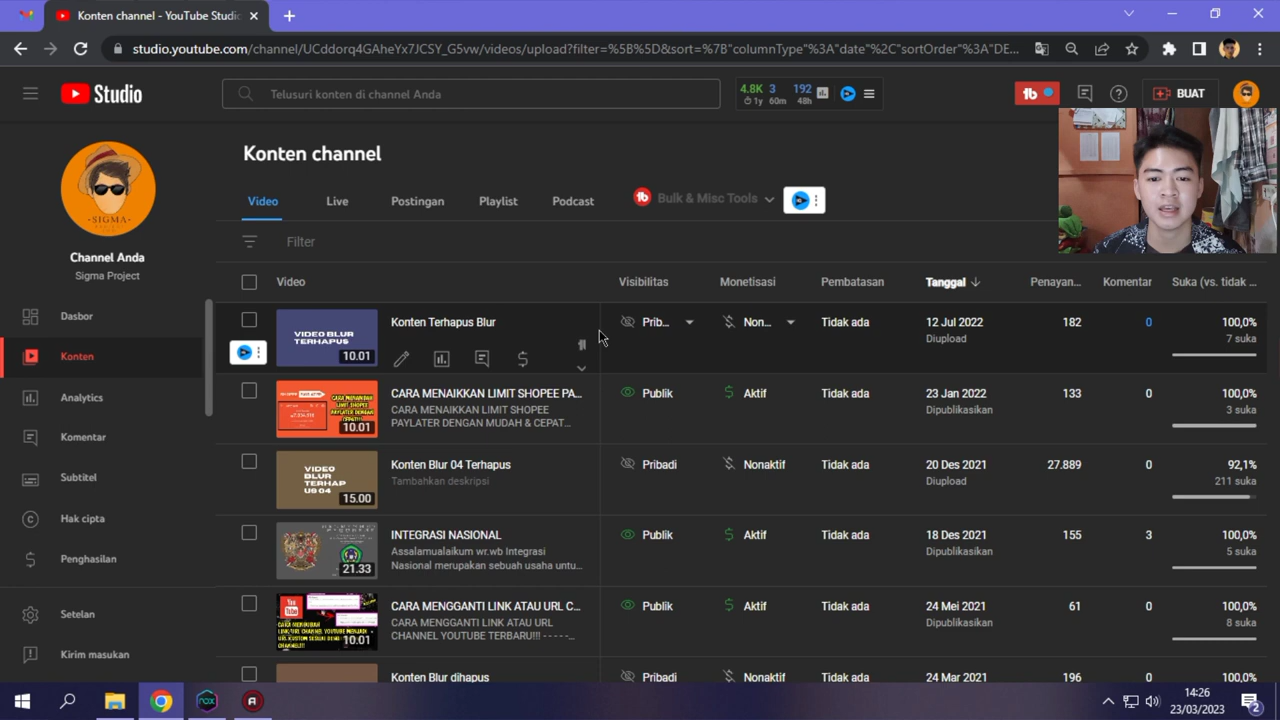 Konten channel - YouTube Studio
studio.youtube.com/channel/UCddorq4GAheYx7JCSY_G5vw/videos/upload?filter=%5B%5D&sort=%7B"columnType"%3A"date"%2C"sortOrder"%3A"DE...
Studio
Telusuri konten di channel Anda
4.8K 3 192
1y 60m 48h
tb
BUAT
SIGMA
Channel Anda
Sigma Project
Dasbor
Konten
Analytics
Komentar
Subtitel
Hak cipta
Penghasilan
Setelan
Kirim masukan
Konten channel
Video Live Postingan Playlist Podcast
tb Bulk & Misc Tools
Filter
Video Visibilitas Monetisasi Pembatasan Tanggal Penayan... Komentar Suka (vs. tidak ...
VIDEO BLUR
TERHAPUS
10.01
Konten Terhapus Blur
Prib... Non... Tidak ada 12 Jul 2022 182 0 100,0%
Diupload 7 suka
10.01
CARA MENAIKKAN LIMIT SHOPEE PA...
CARA MENAIKKAN LIMIT SHOPEE
PAYLATER DENGAN MUDAH & CEPAT...
Publik Aktif Tidak ada 23 Jan 2022 133 0 100,0%
Dipublikasikan 3 suka
VIDEO
BLUR
TERHAP
US 04
15.00
Konten Blur 04 Terhapus
Tambahkan deskripsi
Pribadi Nonaktif Tidak ada 20 Des 2021 27.889 0 92,1%
Diupload 211 suka
21.33
INTEGRASI NASIONAL
Assalamualaikum wr.wb Integrasi
Nasional merupakan sebuah usaha untu...
Publik Aktif Tidak ada 18 Des 2021 155 3 100,0%
Dipublikasikan 5 suka
10.01
CARA MENGGANTI LINK ATAU URL C...
CARA MENGGANTI LINK ATAU URL
CHANNEL YOUTUBE TERBARU!!! - - - - -...
Publik Aktif Tidak ada 24 Mei 2021 61 0 100,0%
Dipublikasikan 8 suka
Konten Blur dihapus
Pribadi Nonaktif Tidak ada 24 Mar 2021 196 0 100,0%
14:26
23/03/2023
2